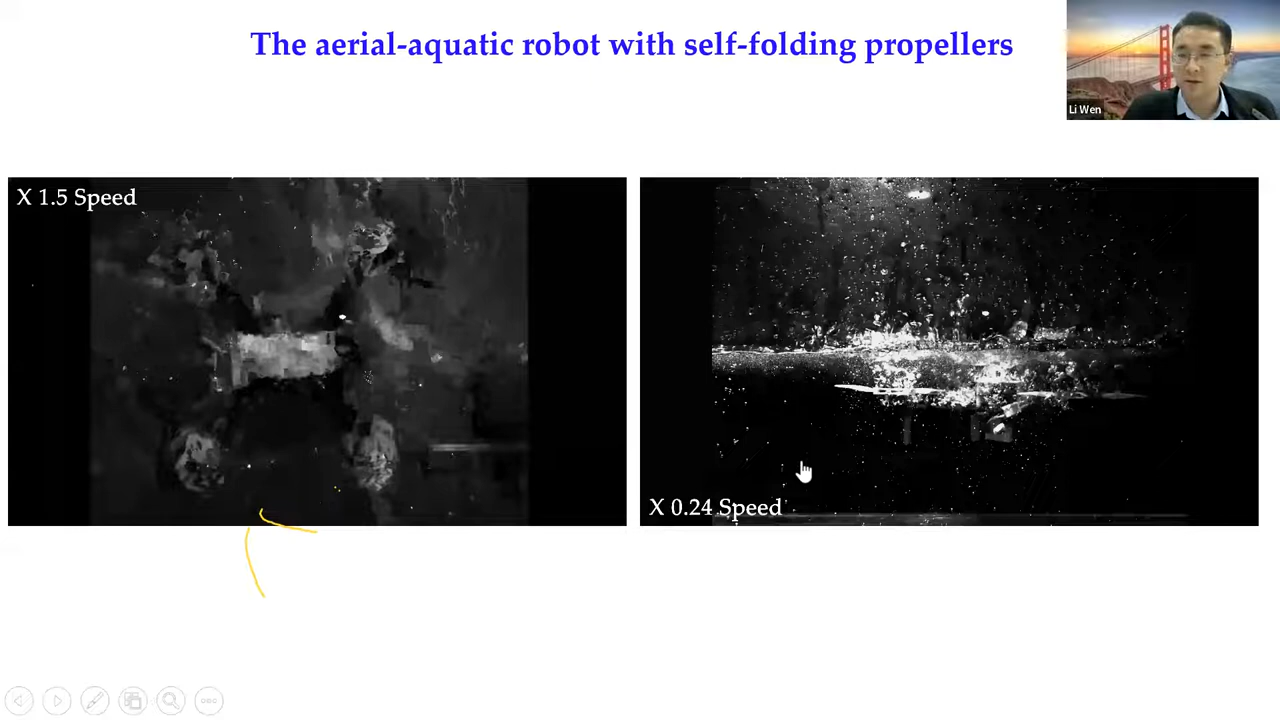 The aerial-aquatic robot with self-folding propellers
Li Wen
X 1.5 Speed
X 0.24 Speed